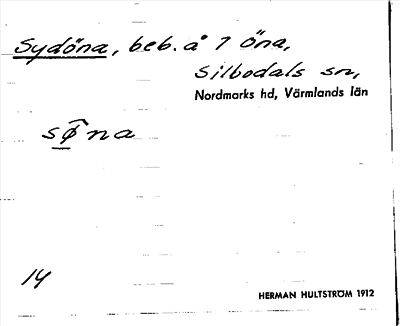 Sydöna, beb. å 7 Öna,
Silbodals sn,
Nordmarks hd, Värmlands län
sø̂na
14
HERMAN HULTSTRÖM 1912